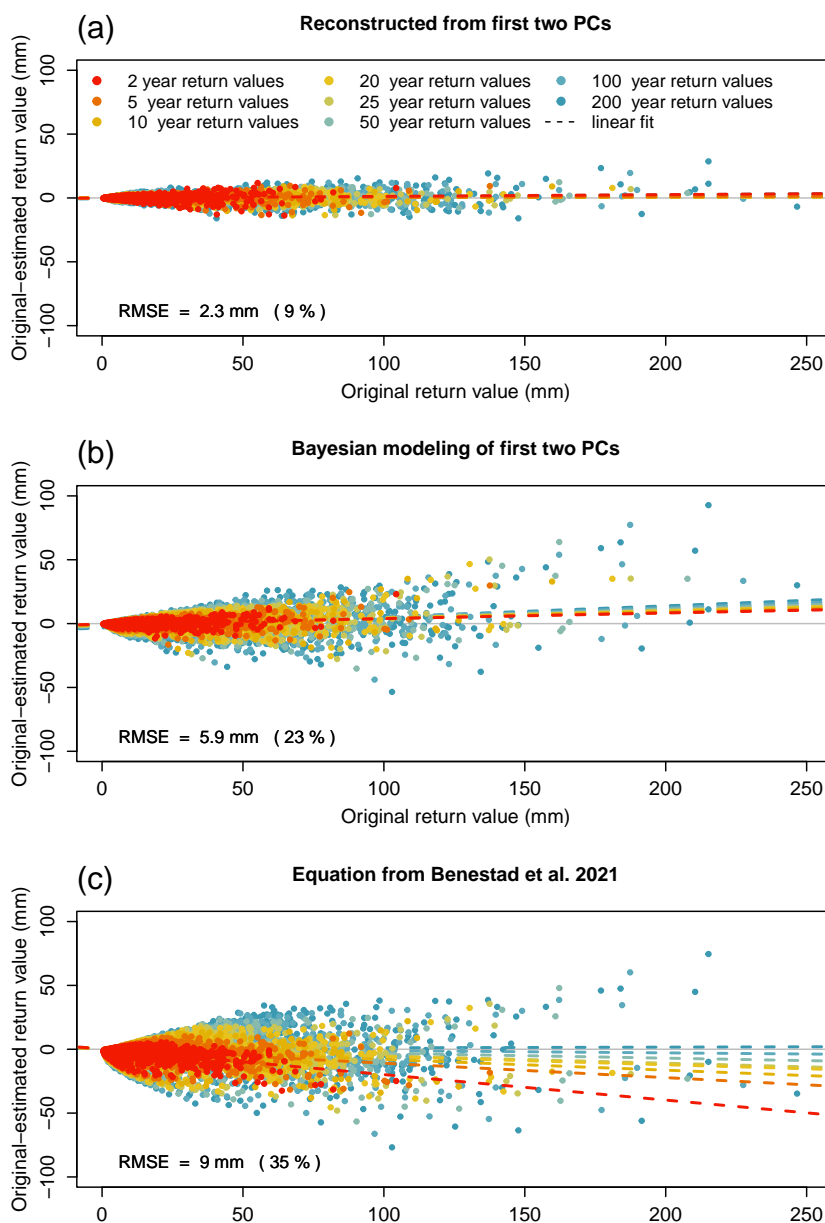 (a) Reconstructed from first two PCs
Original−estimated return value (mm)
100
50
0
−50
−100
2 year return values 20 year return values 100 year return values
5 year return values 25 year return values 200 year return values
10 year return values 50 year return values linear fit
RMSE = 2.3 mm ( 9 % )
0 50 100 150 200 250
Original return value (mm)
(b) Bayesian modeling of first two PCs
Original−estimated return value (mm)
100
50
0
−50
−100
RMSE = 5.9 mm ( 23 % )
0 50 100 150 200 250
Original return value (mm)
(c) Equation from Benestad et al. 2021
Original−estimated return value (mm)
100
50
0
−50
−100
RMSE = 9 mm ( 35 % )
0 50 100 150 200 250